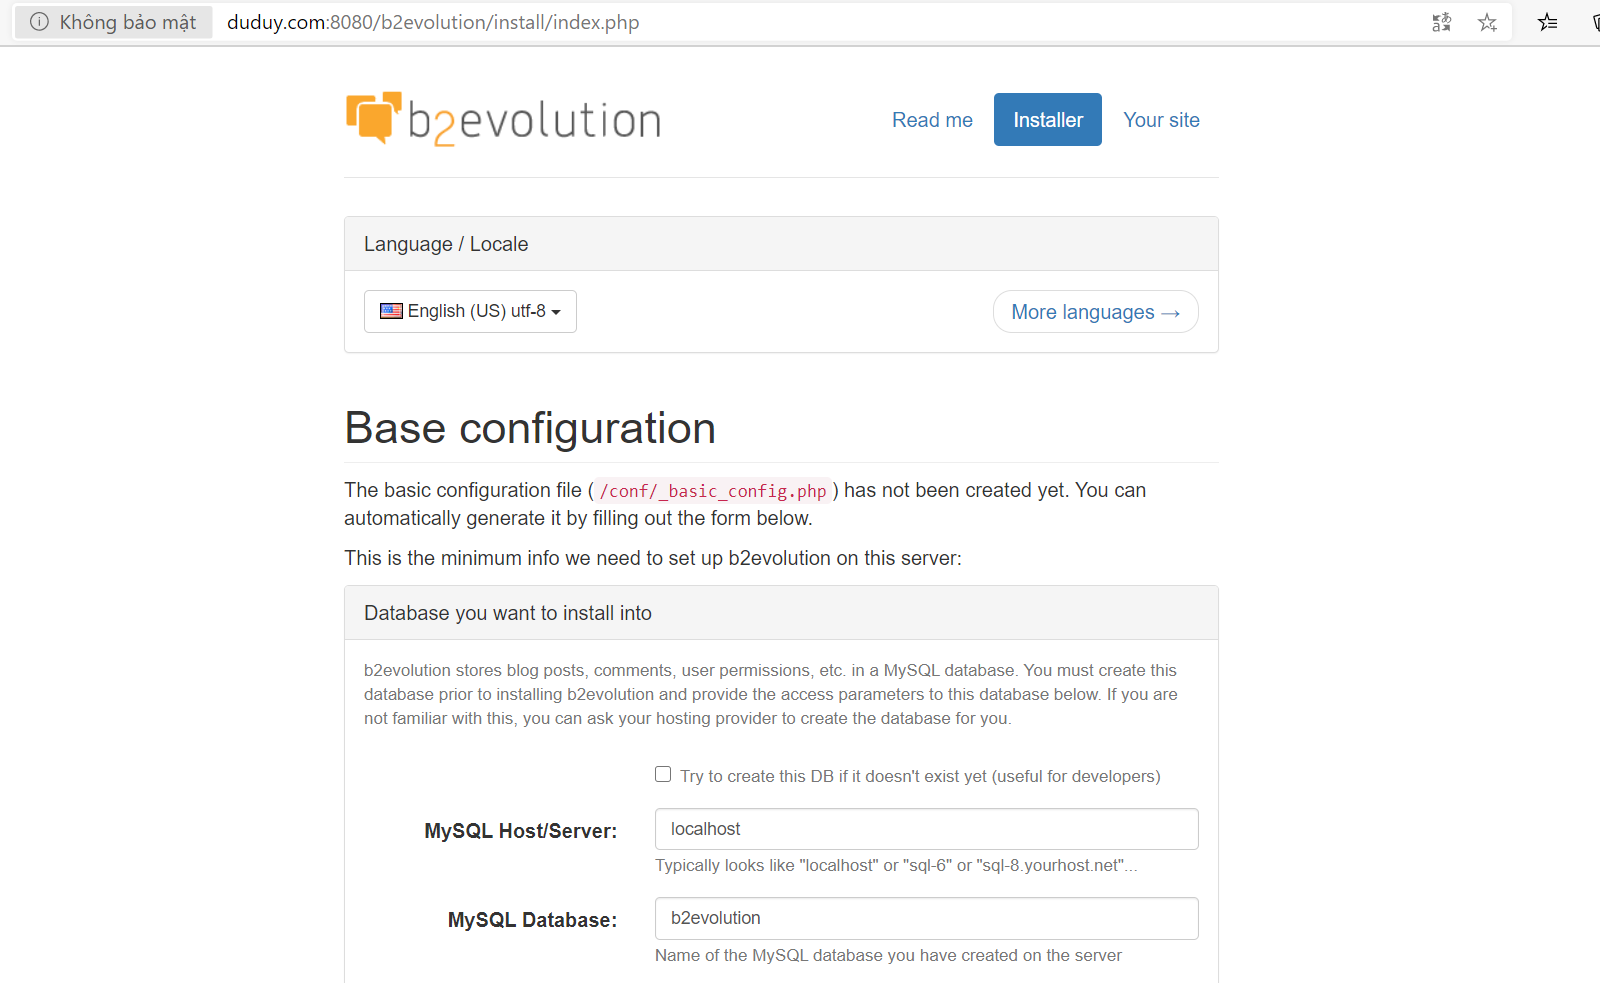 Không bảo mật duduy.com:8080/b2evolution/install/index.php
b2evolution
Read me Installer Your site
Language / Locale
English (US) utf-8 More languages →
Base configuration
The basic configuration file (/conf/_basic_config.php) has not been created yet. You can
automatically generate it by filling out the form below.
This is the minimum info we need to set up b2evolution on this server:
Database you want to install into
b2evolution stores blog posts, comments, user permissions, etc. in a MySQL database. You must create this
database prior to installing b2evolution and provide the access parameters to this database below. If you are
not familiar with this, you can ask your hosting provider to create the database for you.
Try to create this DB if it doesn't exist yet (useful for developers)
MySQL Host/Server: localhost
Typically looks like "localhost" or "sql-6" or "sql-8.yourhost.net"...
MySQL Database: b2evolution
Name of the MySQL database you have created on the server